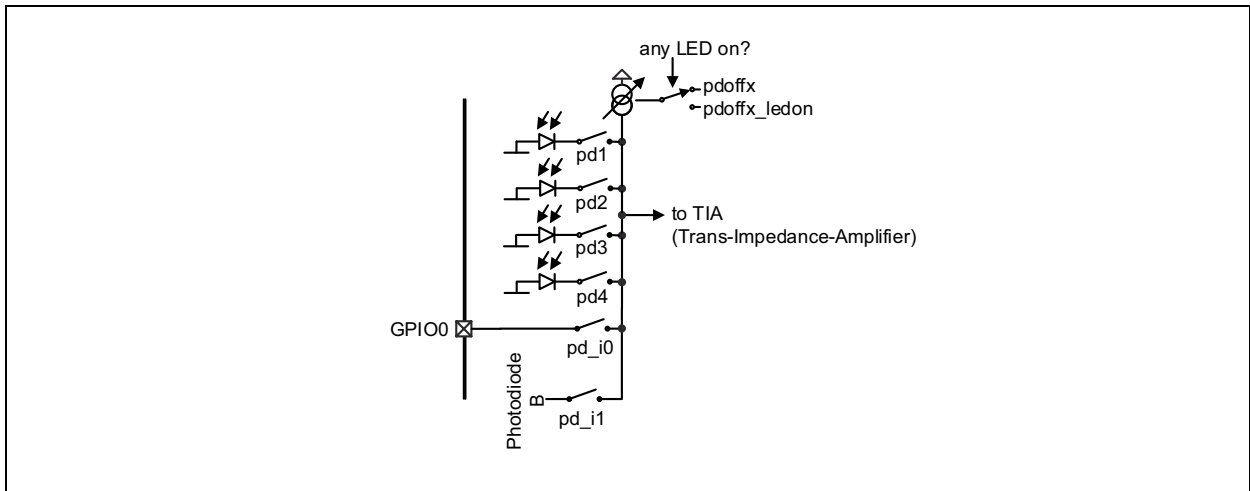 any LED on?
pdoffx
pdoffx_ledon
pd1
pd2
to TIA
(Trans-Impedance-Amplifier)
pd3
pd4
GPIO0
pd_i0
Photodiode
B
pd_i1